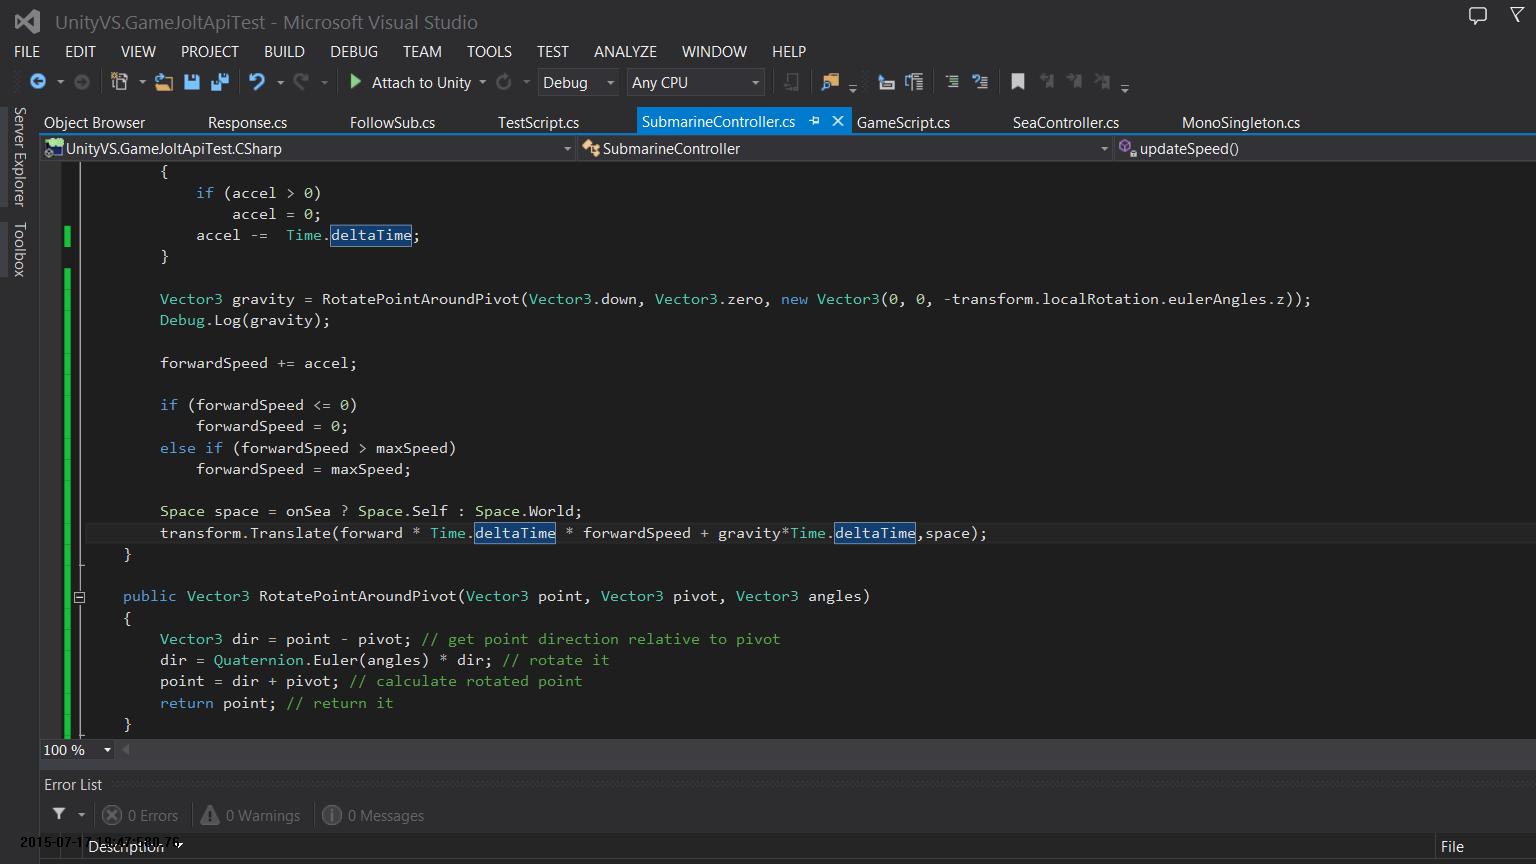 UnityVS.GameJoltApiTest - Microsoft Visual Studio
FILE EDIT VIEW PROJECT BUILD DEBUG TEAM TOOLS TEST ANALYZE WINDOW HELP
Attach to Unity Debug Any CPU
Server Explorer
Toolbox
Object Browser Response.cs FollowSub.cs TestScript.cs SubmarineController.cs GameScript.cs SeaController.cs MonoSingleton.cs
UnityVS.GameJoltApiTest.CSharp SubmarineController updateSpeed()
{
if (accel > 0)
accel = 0;
accel -= Time.deltaTime;
}
Vector3 gravity = RotatePointAroundPivot(Vector3.down, Vector3.zero, new Vector3(0, 0, -transform.localRotation.eulerAngles.z));
Debug.Log(gravity);
forwardSpeed += accel;
if (forwardSpeed <= 0)
forwardSpeed = 0;
else if (forwardSpeed > maxSpeed)
forwardSpeed = maxSpeed;
Space space = onSea ? Space.Self : Space.World;
transform.Translate(forward * Time.deltaTime * forwardSpeed + gravity*Time.deltaTime,space);
}
public Vector3 RotatePointAroundPivot(Vector3 point, Vector3 pivot, Vector3 angles)
{
Vector3 dir = point - pivot; // get point direction relative to pivot
dir = Quaternion.Euler(angles) * dir; // rotate it
point = dir + pivot; // calculate rotated point
return point; // return it
}
100 %
Error List
0 Errors 0 Warnings 0 Messages
Description File